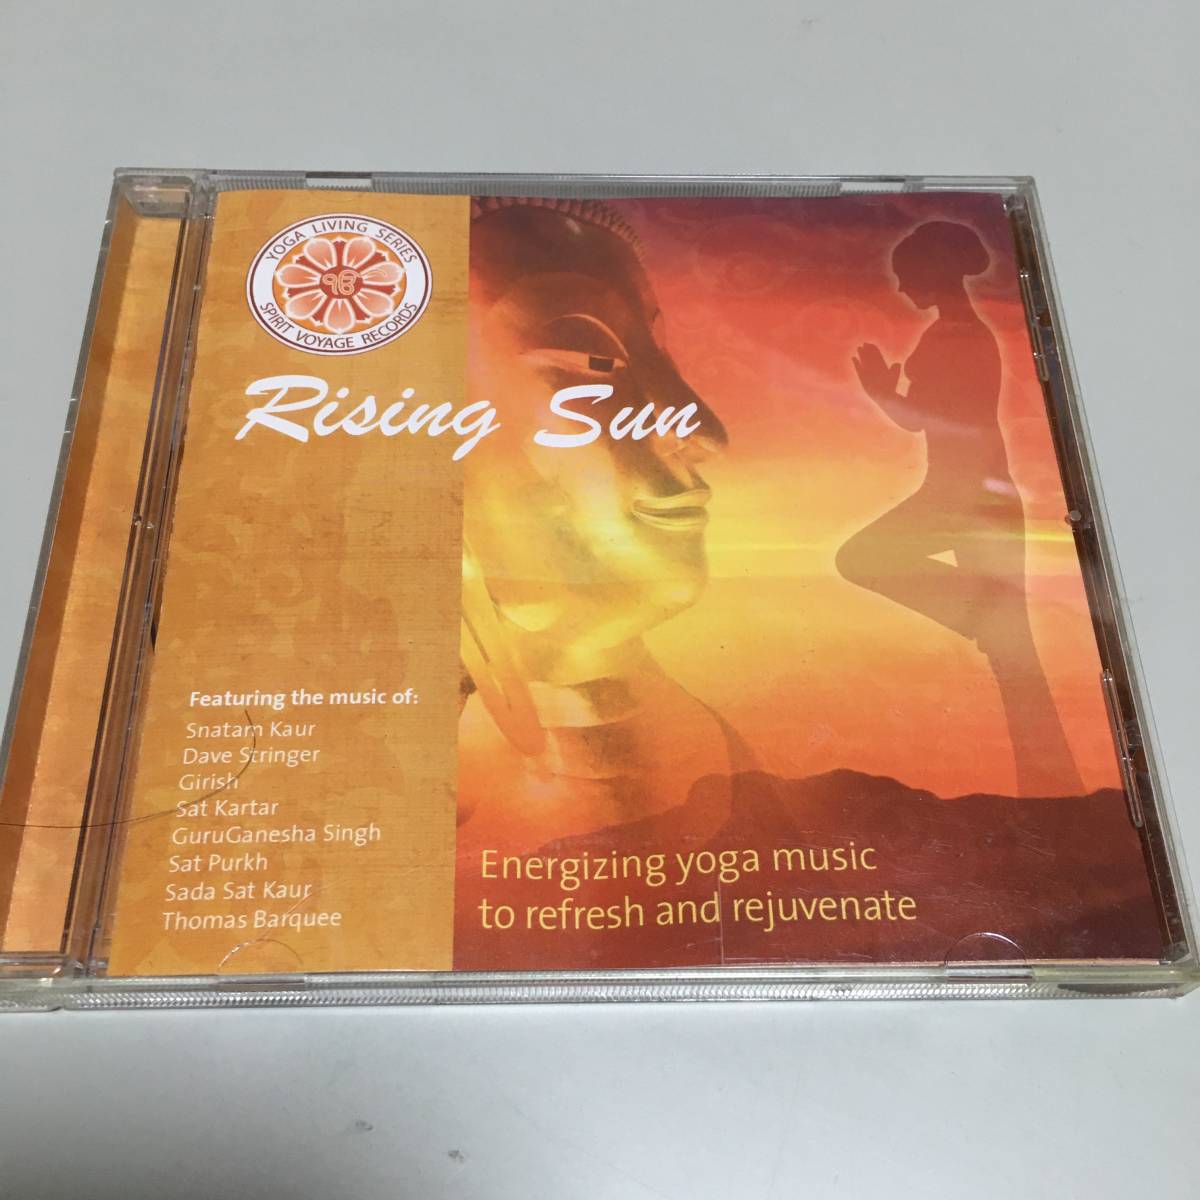 YOGA LIVING SERIES
SPIRIT VOYAGE RECORDS
ੴ
Rising Sun
Featuring the music of:
Snatam Kaur
Dave Stringer
Girish
Sat Kartar
GuruGanesha Singh
Sat Purkh
Sada Sat Kaur
Thomas Barquee
Energizing yoga music
to refresh and rejuvenate